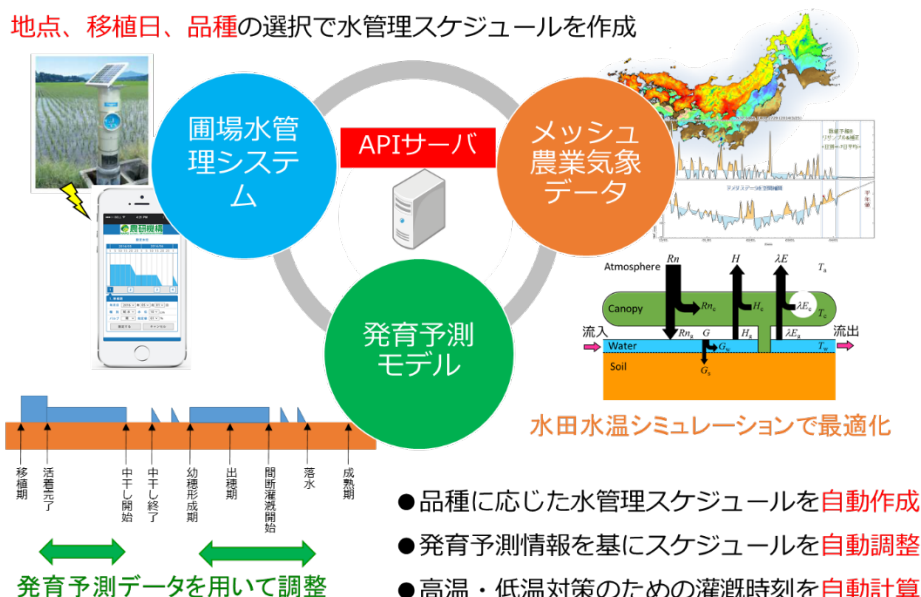 地点、移植日、品種の選択で水管理スケジュールを作成
圃場水管
理システ
ム
APIサーバ
メッシュ
農業気象
データ
発育予測
モデル
農研機構
Atmosphere
Rn
H
λE
Ta
Canopy
Rnc
Hc
λEc
Tc
流入
Rns
G
Hs
λEs
流出
Water
Gw
Tw
Soil
Gs
水田水温シミュレーションで最適化
移植期
活着完了
中干し開始
中干し終了
幼穂形成期
出穂期
間断灌漑開始
落水
成熟期
発育予測データを用いて調整
●品種に応じた水管理スケジュールを自動作成
●発育予測情報を基にスケジュールを自動調整
●高温・低温対策のための灌漑時刻を自動計算